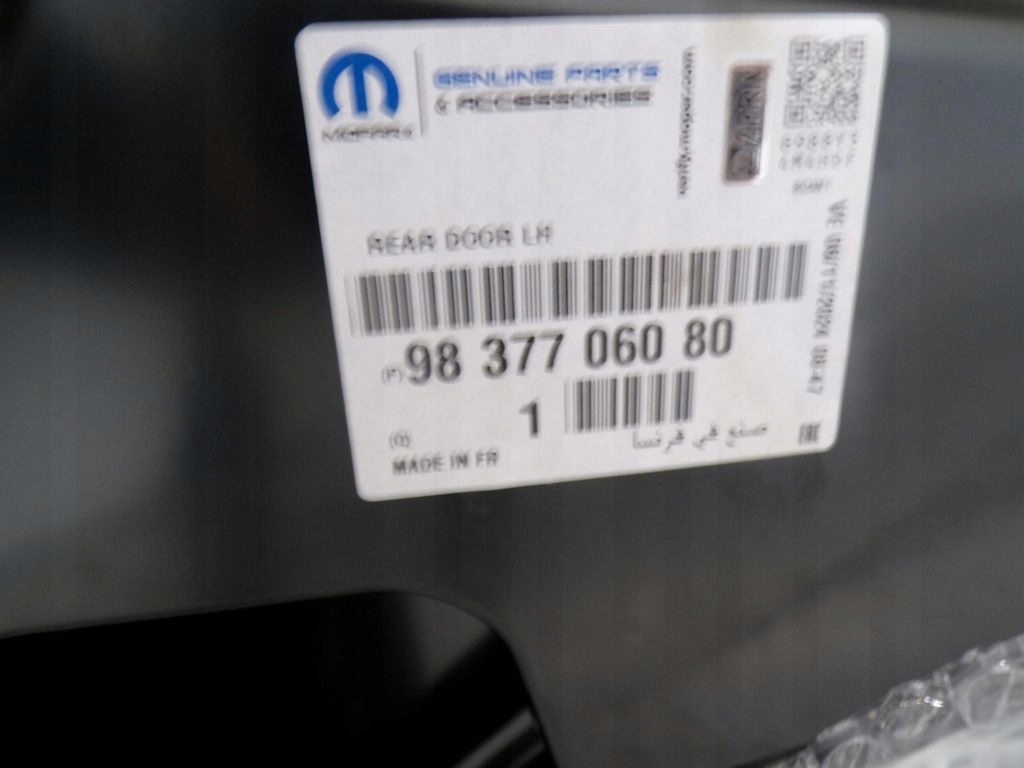 MOPAR
GENUINE PARTS
& ACCESSORIES
verify.mopar.com
REAR DOOR LH
(P) 98 377 060 80
(Q) 1
MADE IN FR
صنع في فرنسا
EAC